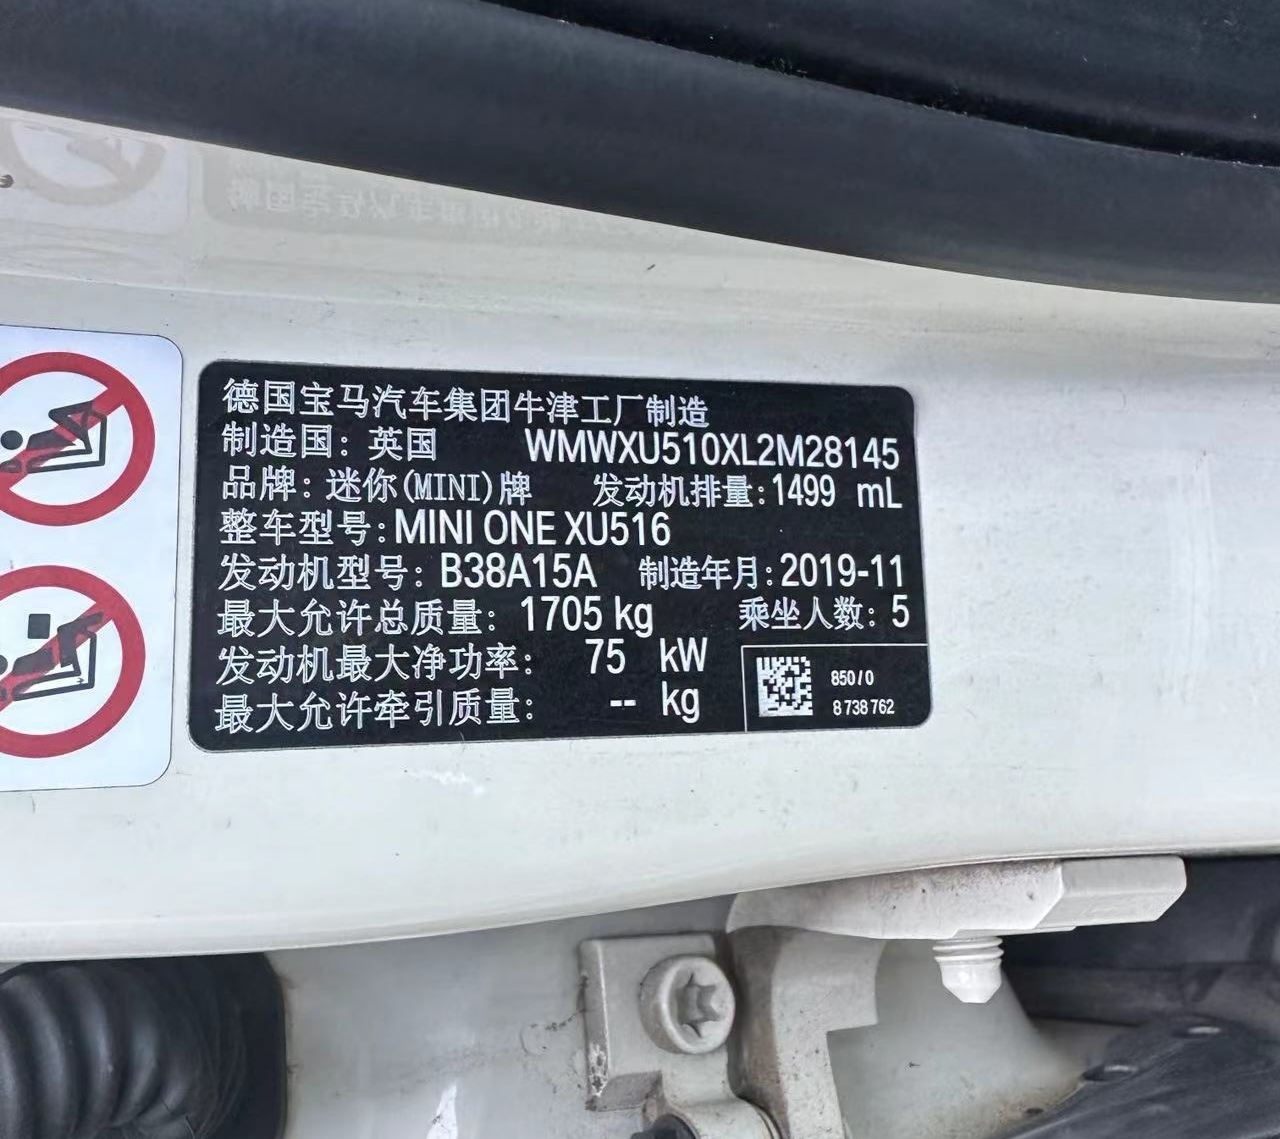 德国宝马汽车集团牛津工厂制造
制造国: 英国 WMWXU510XL2M28145
品牌: 迷你(MINI)牌 发动机排量: 1499 mL
整车型号: MINI ONE XU516
发动机型号: B38A15A 制造年月: 2019-11
最大允许总质量: 1705 kg 乘坐人数: 5
发动机最大净功率: 75 kW
最大允许牵引质量: -- kg
850/0
8 738 762